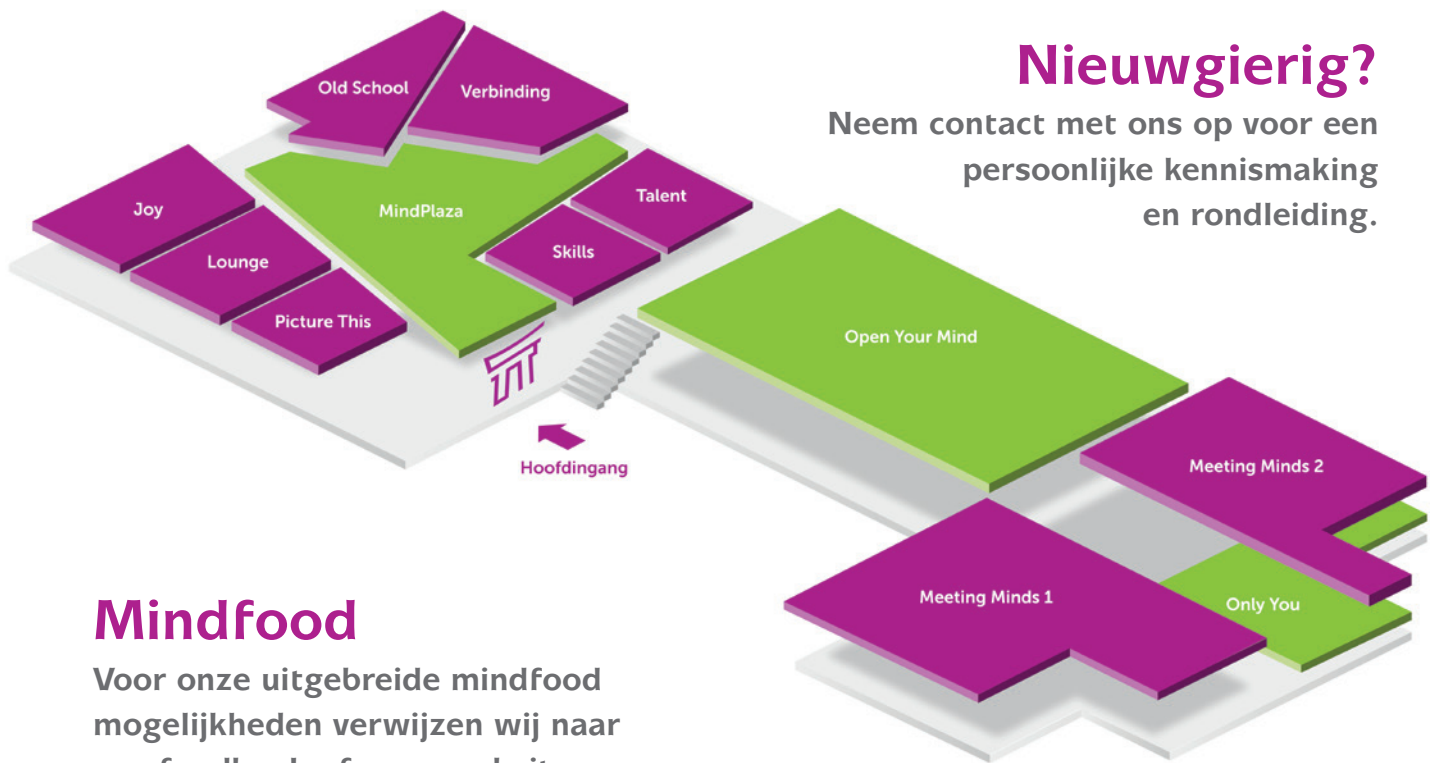 Nieuwgierig?
Neem contact met ons op voor een
persoonlijke kennismaking
en rondleiding.
Old School
Verbinding
Joy
MindPlaza
Talent
Lounge
Skills
Picture This
Open Your Mind
Hoofdingang
Meeting Minds 2
Meeting Minds 1
Only You
Mindfood
Voor onze uitgebreide mindfood
mogelijkheden verwijzen wij naar